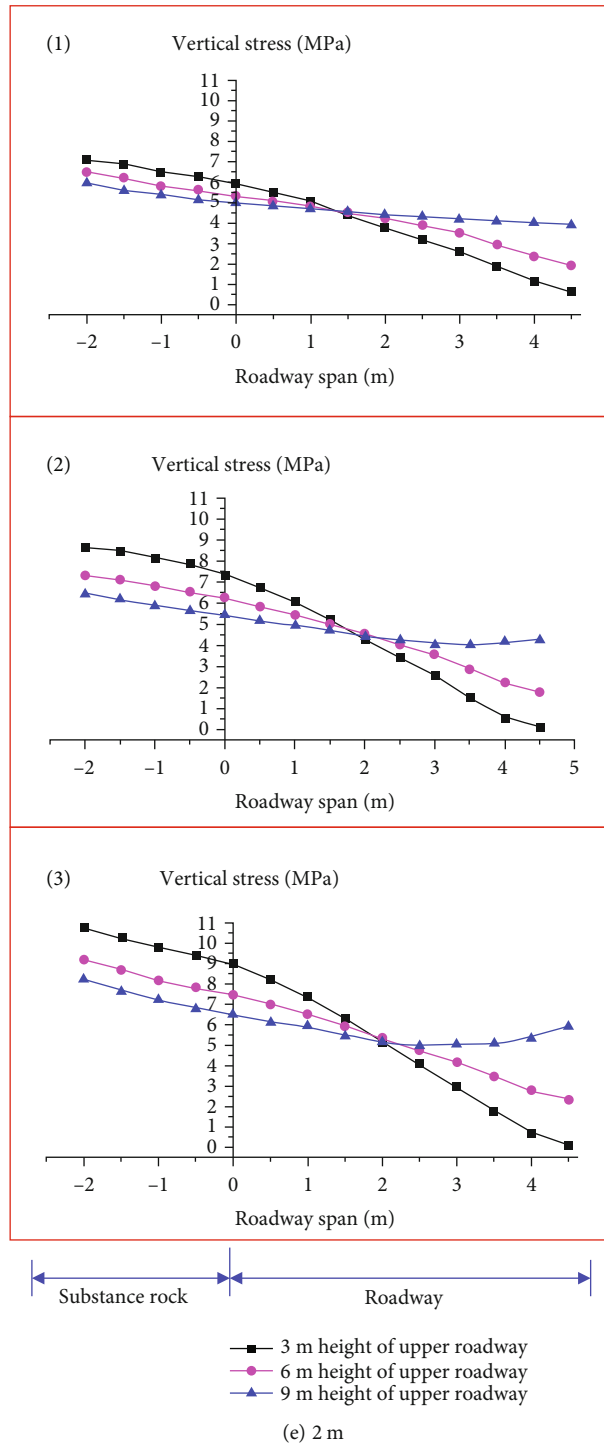 (1)
Vertical stress (MPa)
11
10
9
8
7
6
5
4
3
2
1
0
–2 –1 0 1 2 3 4
Roadway span (m)
(2)
Vertical stress (MPa)
11
10
9
8
7
6
5
4
3
2
1
0
–2 –1 0 1 2 3 4 5
Roadway span (m)
(3)
Vertical stress (MPa)
11
10
9
8
7
6
5
4
3
2
1
0
–2 –1 0 1 2 3 4
Roadway span (m)
Substance rock Roadway
3 m height of upper roadway
6 m height of upper roadway
9 m height of upper roadway
(e) 2 m